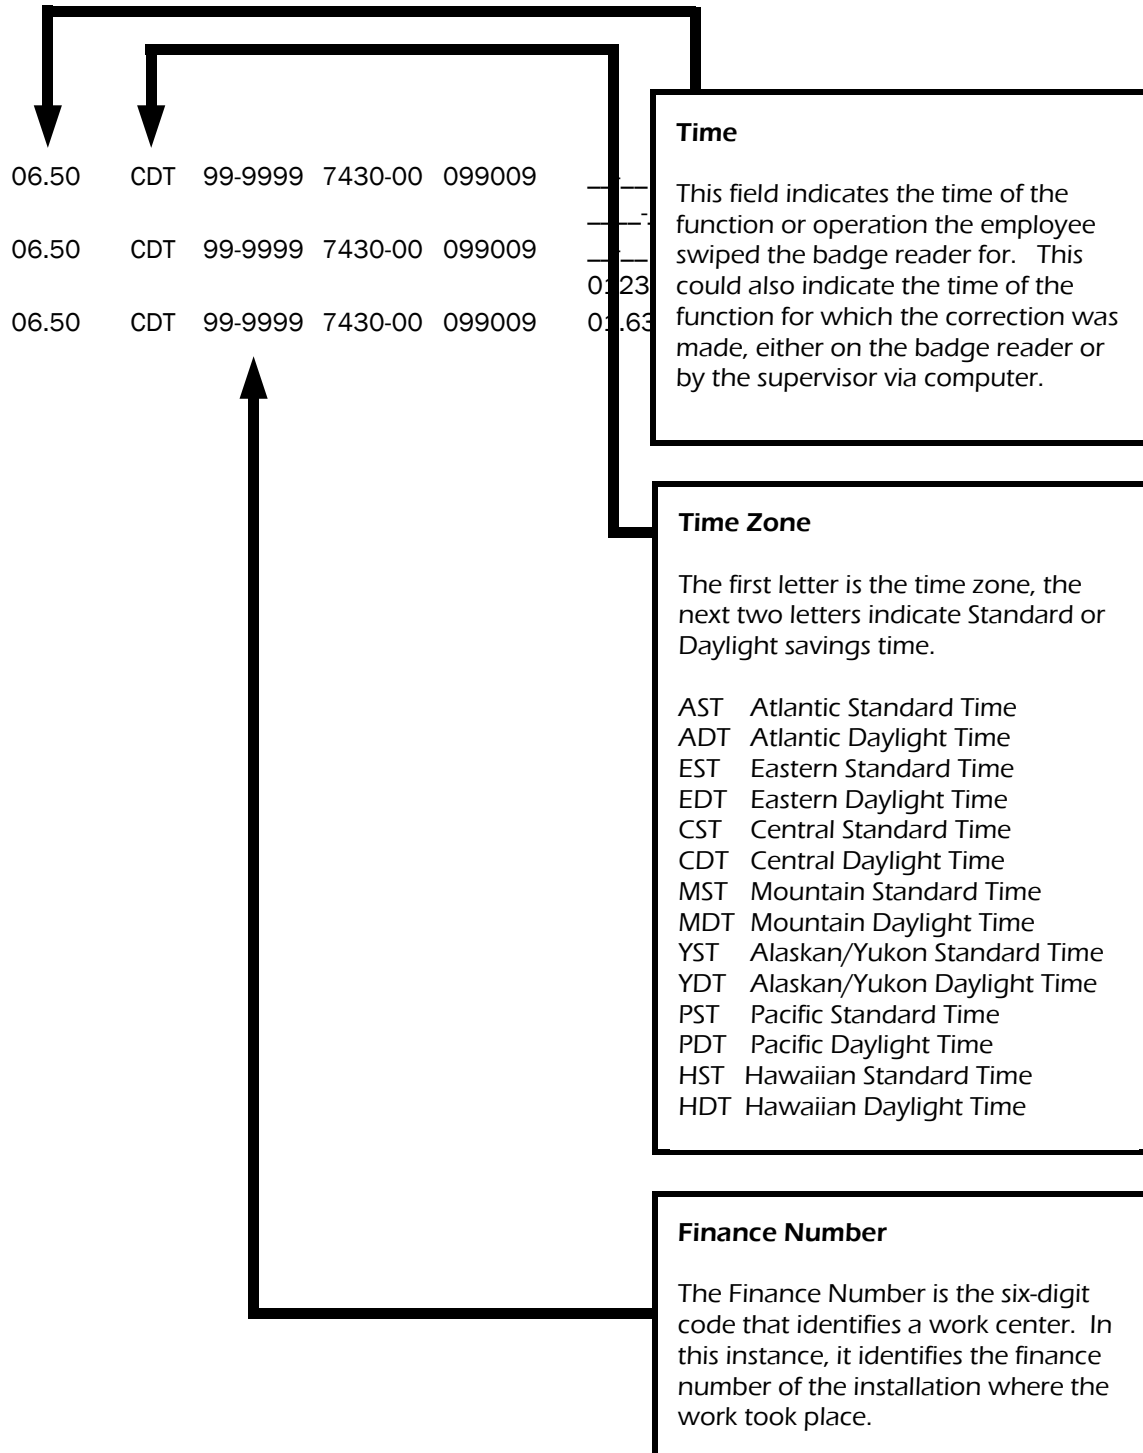 06.50 CDT 99-9999 7430-00 099009
06.50 CDT 99-9999 7430-00 099009
06.50 CDT 99-9999 7430-00 099009
Time
This field indicates the time of the
function or operation the employee
swiped the badge reader for. This
could also indicate the time of the
function for which the correction was
made, either on the badge reader or
by the supervisor via computer.
Time Zone
The first letter is the time zone, the
next two letters indicate Standard or
Daylight savings time.
AST Atlantic Standard Time
ADT Atlantic Daylight Time
EST Eastern Standard Time
EDT Eastern Daylight Time
CST Central Standard Time
CDT Central Daylight Time
MST Mountain Standard Time
MDT Mountain Daylight Time
YST Alaskan/Yukon Standard Time
YDT Alaskan/Yukon Daylight Time
PST Pacific Standard Time
PDT Pacific Daylight Time
HST Hawaiian Standard Time
HDT Hawaiian Daylight Time
Finance Number
The Finance Number is the six-digit
code that identifies a work center. In
this instance, it identifies the finance
number of the installation where the
work took place.